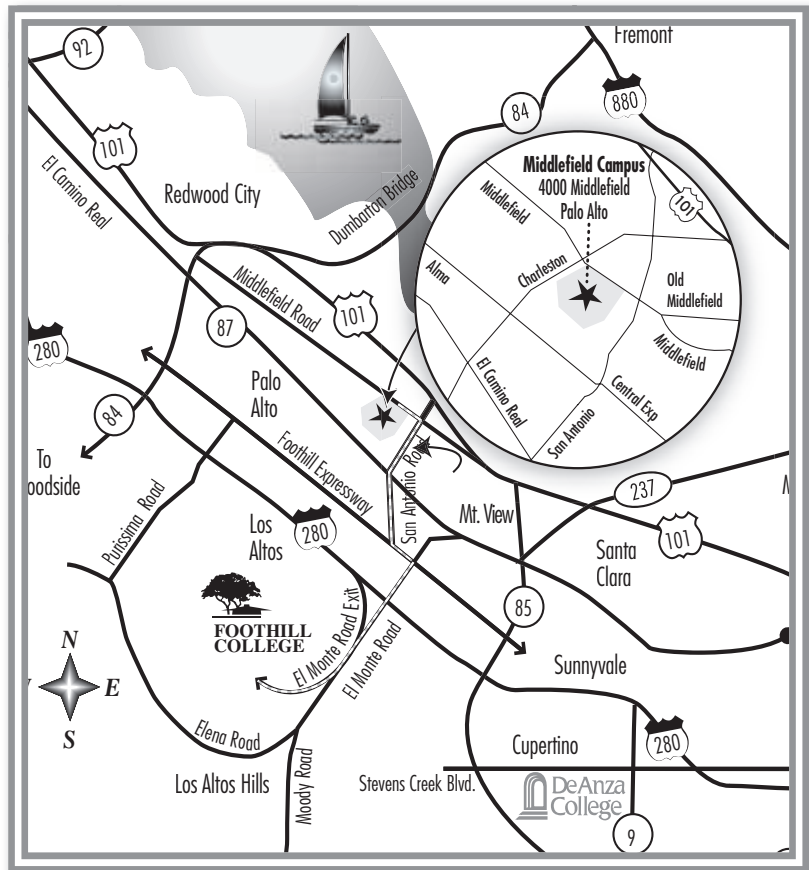 Fremont
92
880
84
101
Middlefield Campus
4000 Middlefield
Palo Alto
Middlefield
101
El Camino Real
Redwood City
Dumbarton Bridge
Charleston
Alma
Old
Middlefield
Middlefield Road
101
87
280
Middlefield
El Camino Real
Central Exp
San Antonio
Palo
Alto
84
Foothill Expressway
San Antonio Road
To
oodside
237
Mt. View
Purissima Road
Los
Altos
280
101
Santa
Clara
85
El Monte Road Exit
El Monte Road
FOOTHILL
COLLEGE
N
E
S
Sunnyvale
Elena Road
Cupertino
280
Los Altos Hills
Moody Road
Stevens Creek Blvd.
DeAnza
College
9